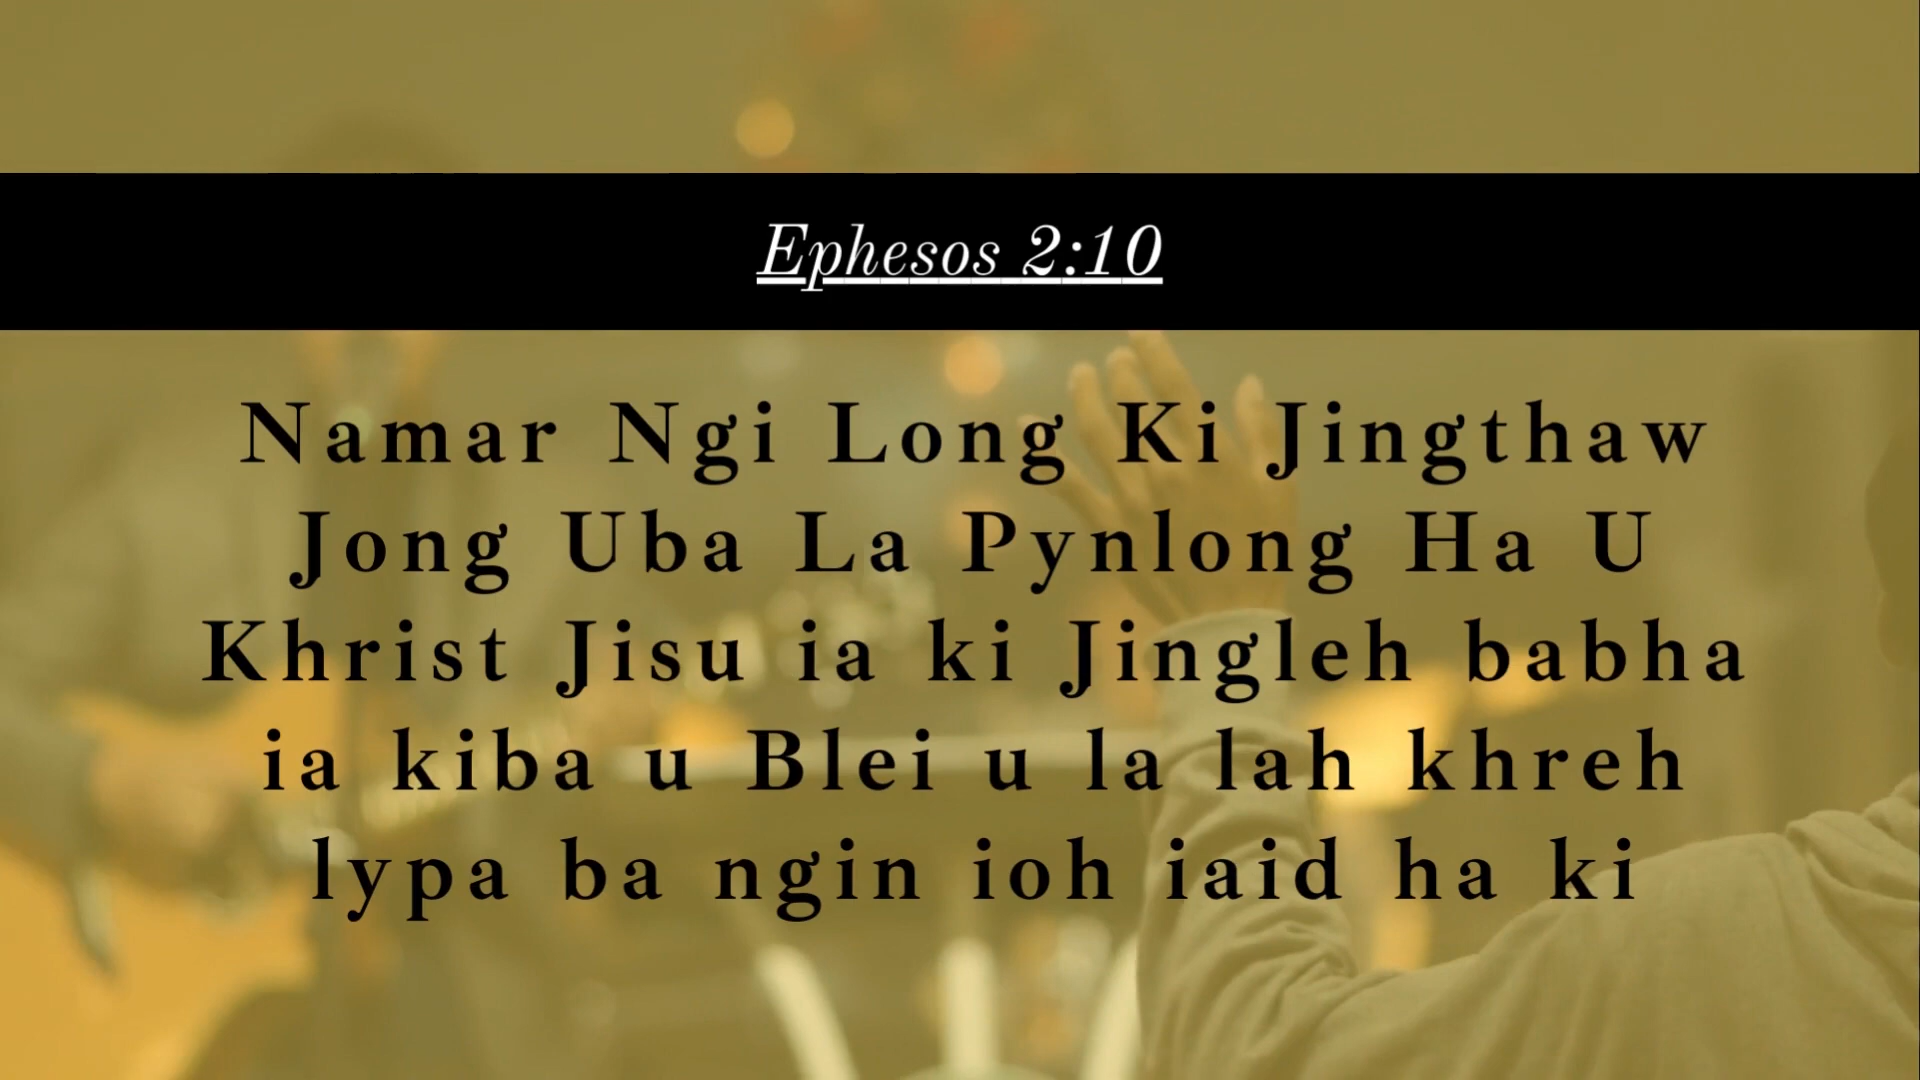 Ephesos 2:10
Namar Ngi Long Ki Jingthaw
Jong Uba La Pynlong Ha U
Khrist Jisu ia ki Jingleh babha
ia kiba u Blei u la lah khreh
lypa ba ngin ioh iaid ha ki